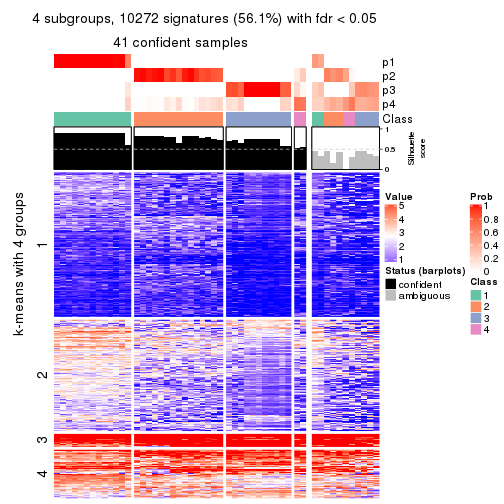 4 subgroups, 10272 signatures (56.1%) with fdr < 0.05
41 confident samples
p1
p2
p3
p4
Class
1
0.5
0
Silhouette
score
k-means with 4 groups
1
2
3
4
Value
5
4
3
2
1
Status (barplots)
confident
ambiguous
Prob
1
0.8
0.6
0.4
0.2
0
Class
1
2
3
4